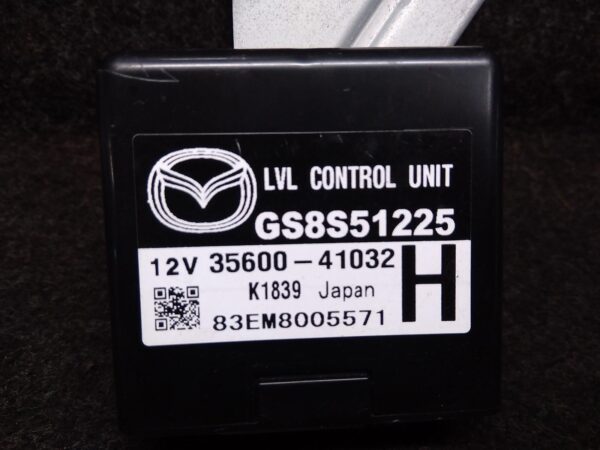 LVL CONTROL UNIT
GS8S51225
12V 35600-41032 H
K1839 Japan
83EM8005571